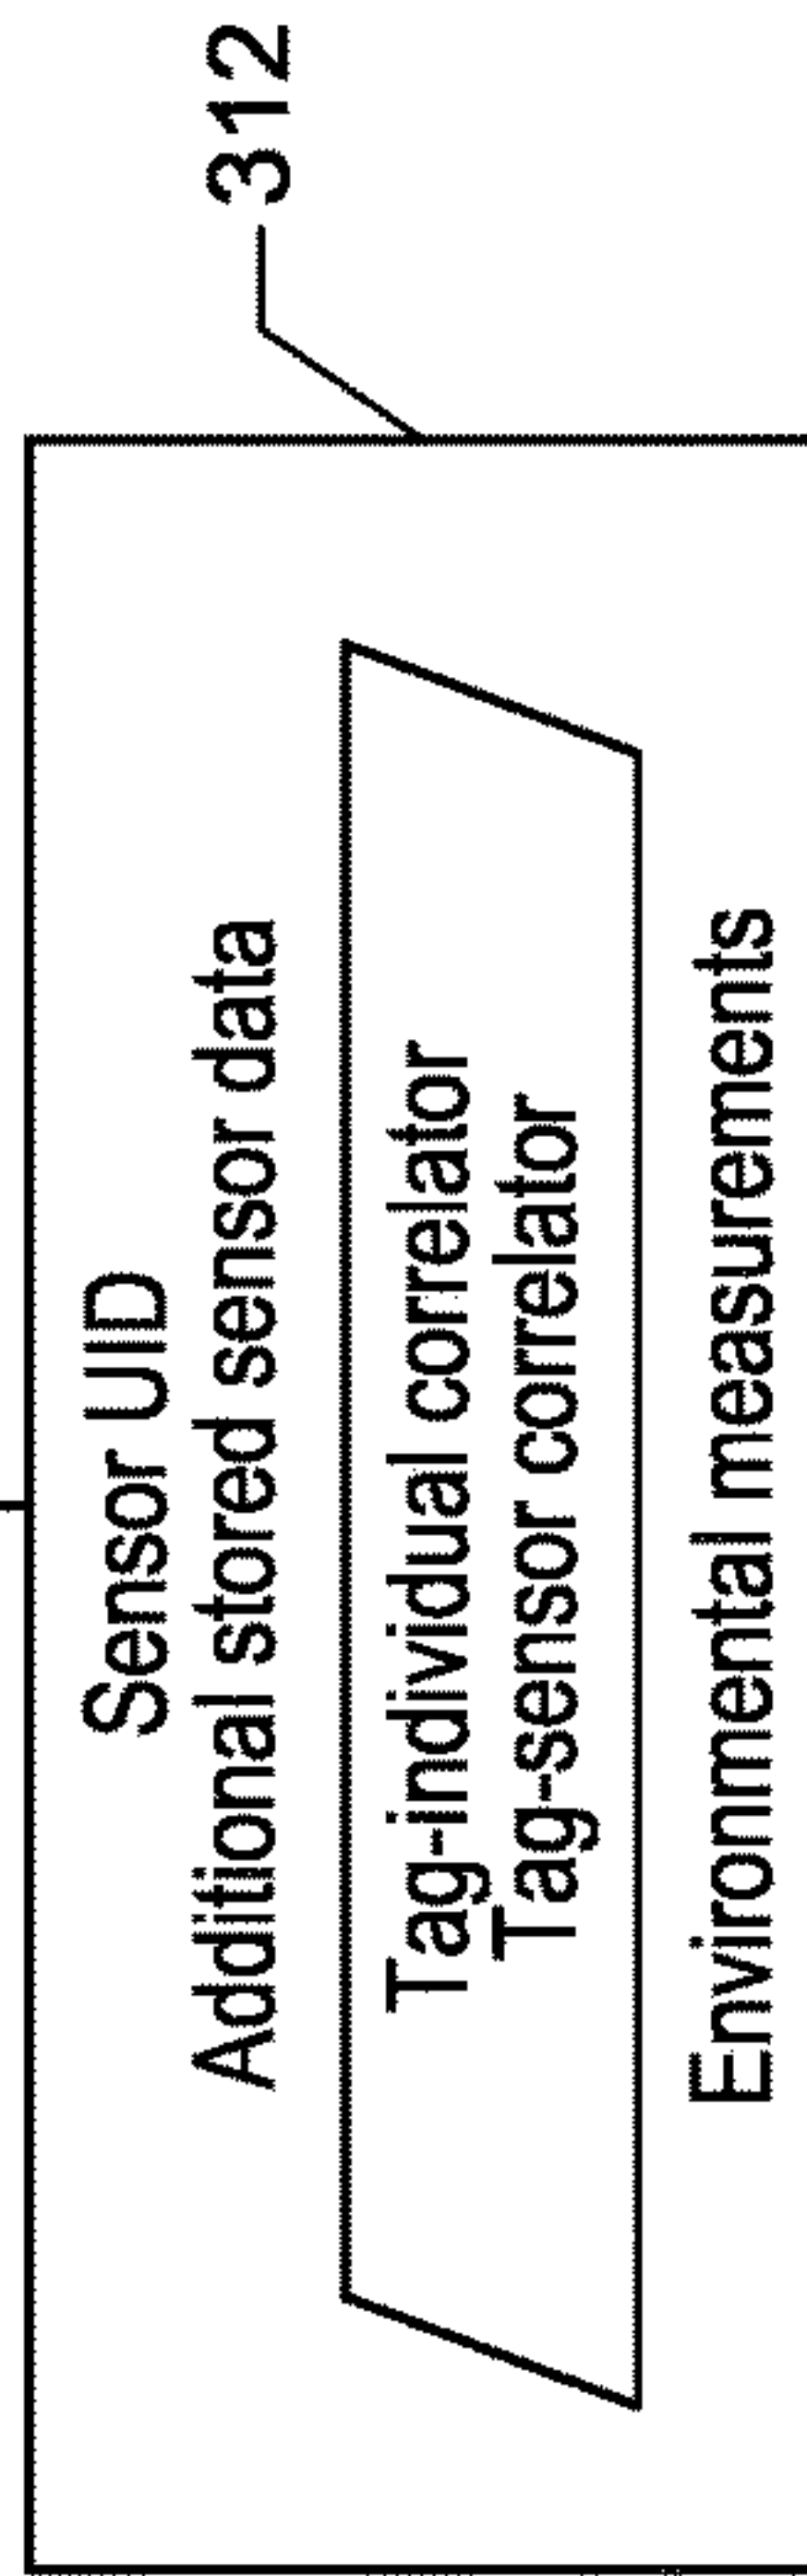 312
Sensor UID
Additional stored sensor data
Tag-individual correlator
Tag-sensor correlator
Environmental measurements